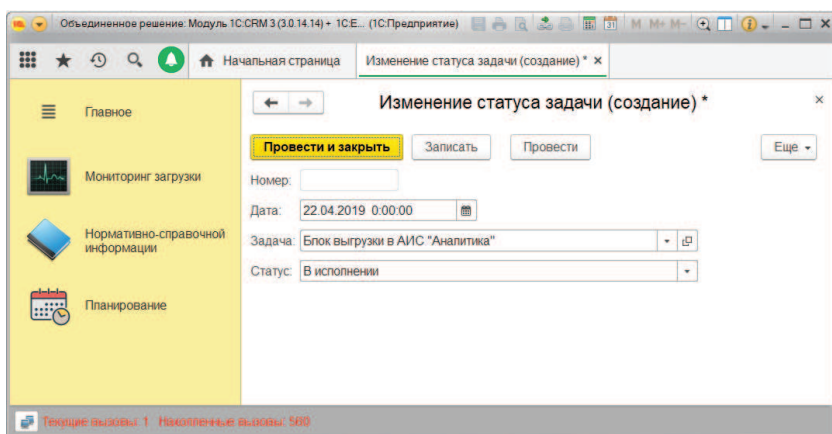 Объединенное решение: Модуль 1С:CRM 3 (3.0.14.14) + 1С:Е... (1С:Предприятие) M M+ M-
Начальная страница Изменение статуса задачи (создание) * ×
Главное
Мониторинг загрузки
Нормативно-справочной информации
Планирование
Изменение статуса задачи (создание) * ×
Провести и закрыть Записать Провести Еще
Номер:
Дата: 22.04.2019 0:00:00
Задача: Блок выгрузки в АИС "Аналитика"
Статус: В исполнении
Текущие вызовы: 1 Накопленные вызовы: 500